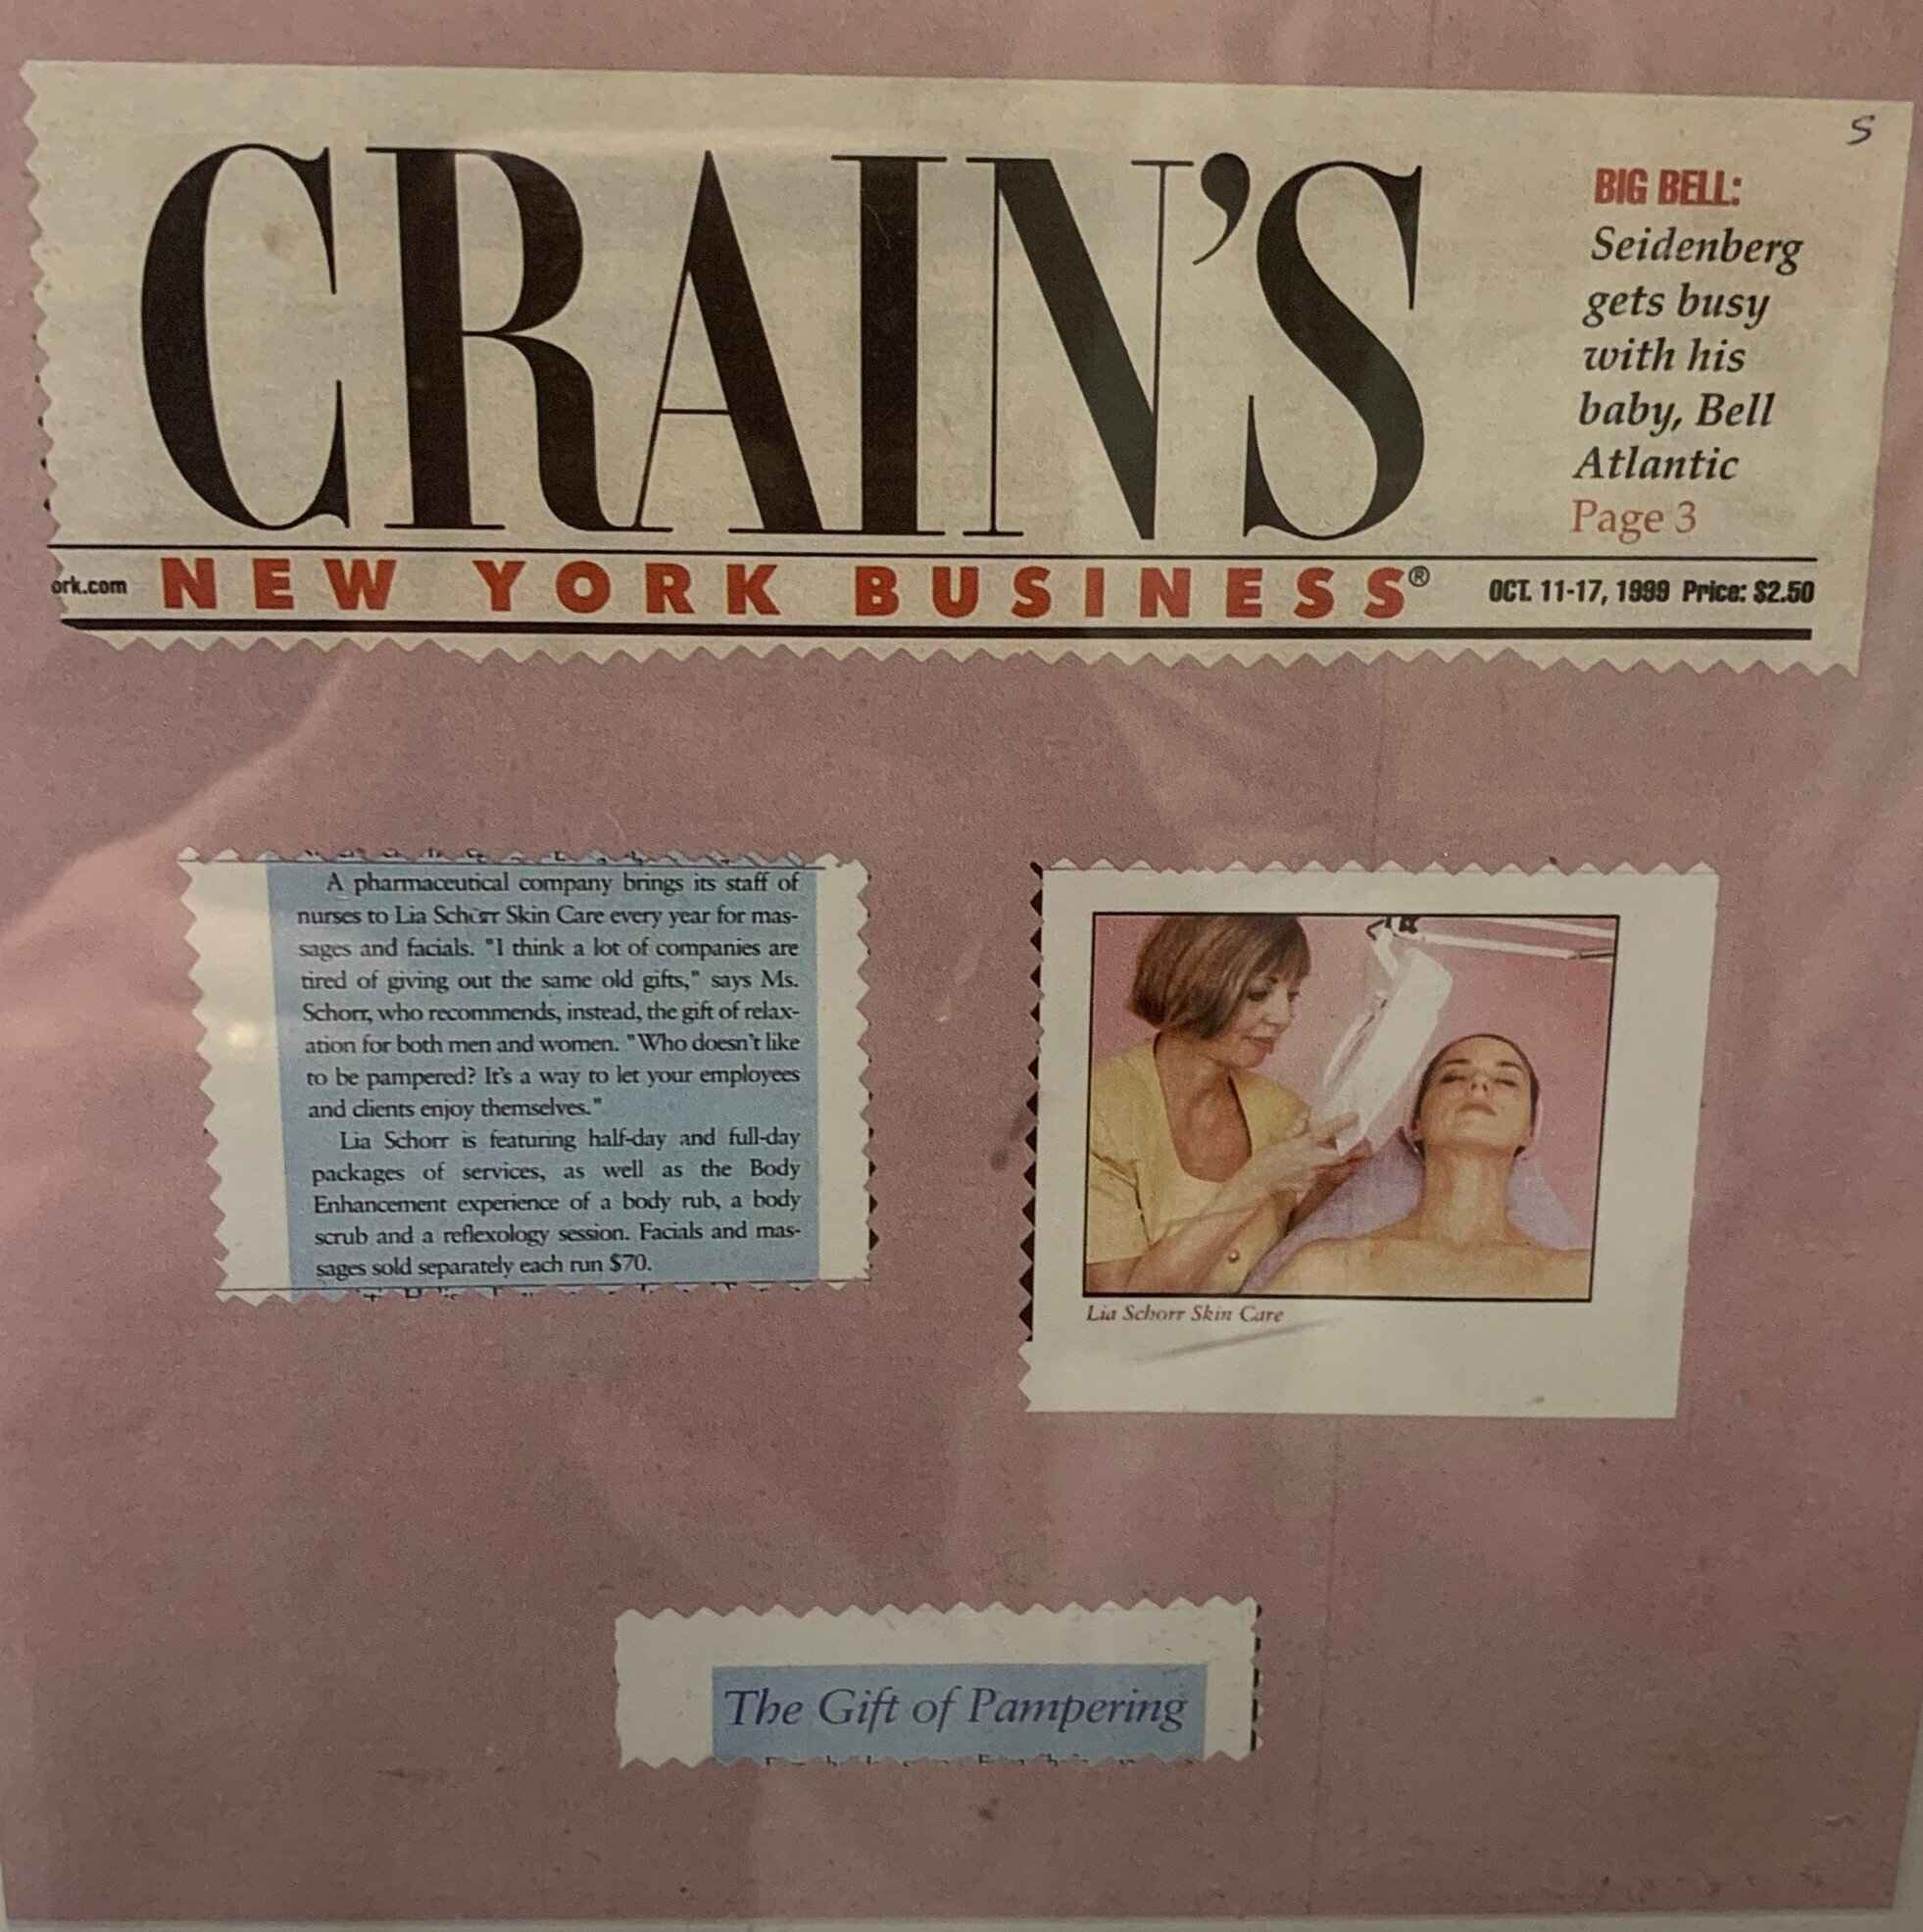 S
CRAIN'S
BIG BELL:
Seidenberg
gets busy
with his
baby, Bell
Atlantic
Page 3
ork.com NEW YORK BUSINESS® OCT. 11-17, 1999 Price: $2.50
A pharmaceutical company brings its staff of
nurses to Lia Schorr Skin Care every year for mas-
sages and facials. "I think a lot of companies are
tired of giving out the same old gifts," says Ms.
Schorr, who recommends, instead, the gift of relax-
ation for both men and women. "Who doesn't like
to be pampered? It's a way to let your employees
and clients enjoy themselves."
Lia Schorr is featuring half-day and full-day
packages of services, as well as the Body
Enhancement experience of a body rub, a body
scrub and a reflexology session. Facials and mas-
sages sold separately each run $70.
Lia Schorr Skin Care
The Gift of Pampering